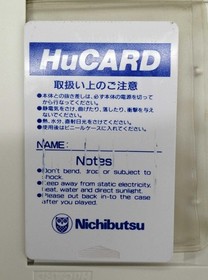 HuCARD
取扱い上のご注意
●本体との抜き差しは、必ず本体の電源を切ってから行なってください。
●静電気をさけ、曲げたり、落したり、衝撃を与えないでください。
●熱、水分、直射日光をさけてください。
●使用後はビニールケースに入れてください。
NAME:
Notes
●Don't bend, or subject to shock.
●Keep away from static electricity, heat, water and direct sunlight.
●Please out back in-to the case after you played.
Nichibutsu